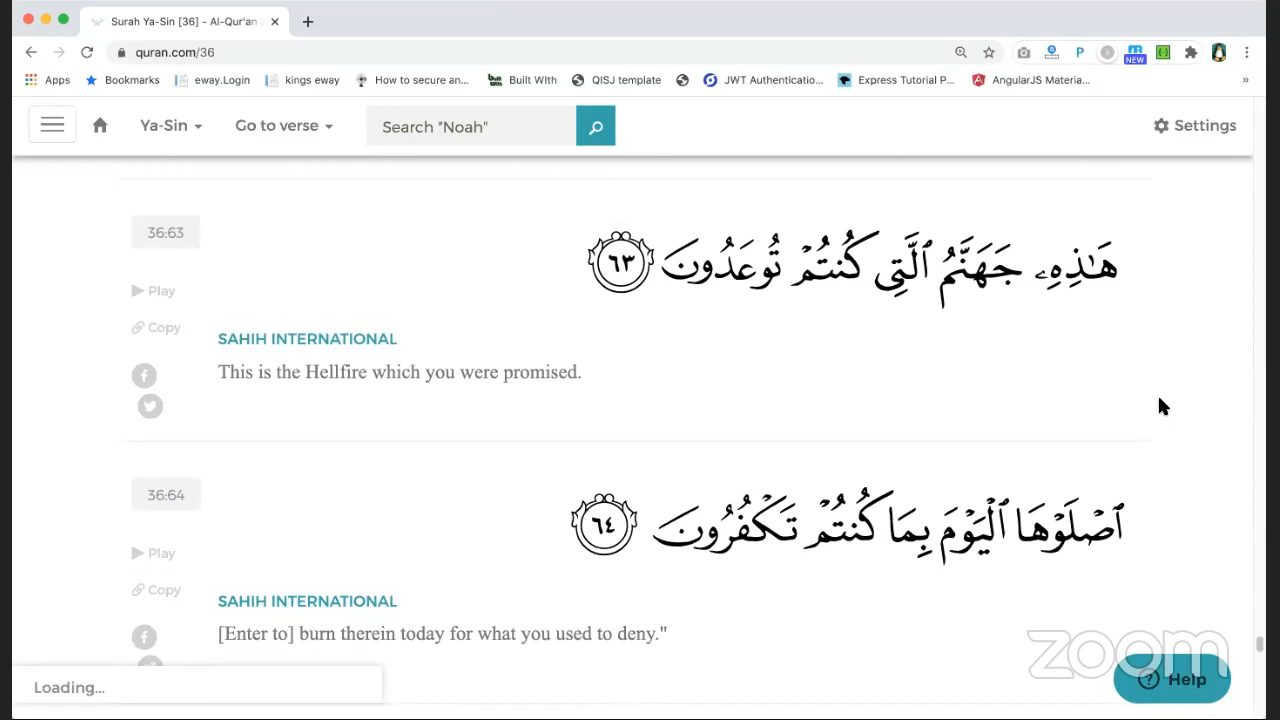 Surah Ya-Sin [36] - Al-Qur'an
quran.com/36
NEW
Apps Bookmarks eway.Login kings eway How to secure an... Built With QISJ template JWT Authenticatio... Express Tutorial P... AngularJS Materia... »
Ya-Sin Go to verse Search "Noah" Settings
36:63
هَـٰذِهِۦ جَهَنَّمُ ٱلَّتِى كُنتُمْ تُوعَدُونَ ٦٣
Play
Copy
SAHIH INTERNATIONAL
This is the Hellfire which you were promised.
36:64
ٱصْلَوْهَا ٱلْيَوْمَ بِمَا كُنتُمْ تَكْفُرُونَ ٦٤
Play
Copy
SAHIH INTERNATIONAL
[Enter to] burn therein today for what you used to deny."
zoom
Loading...
Help